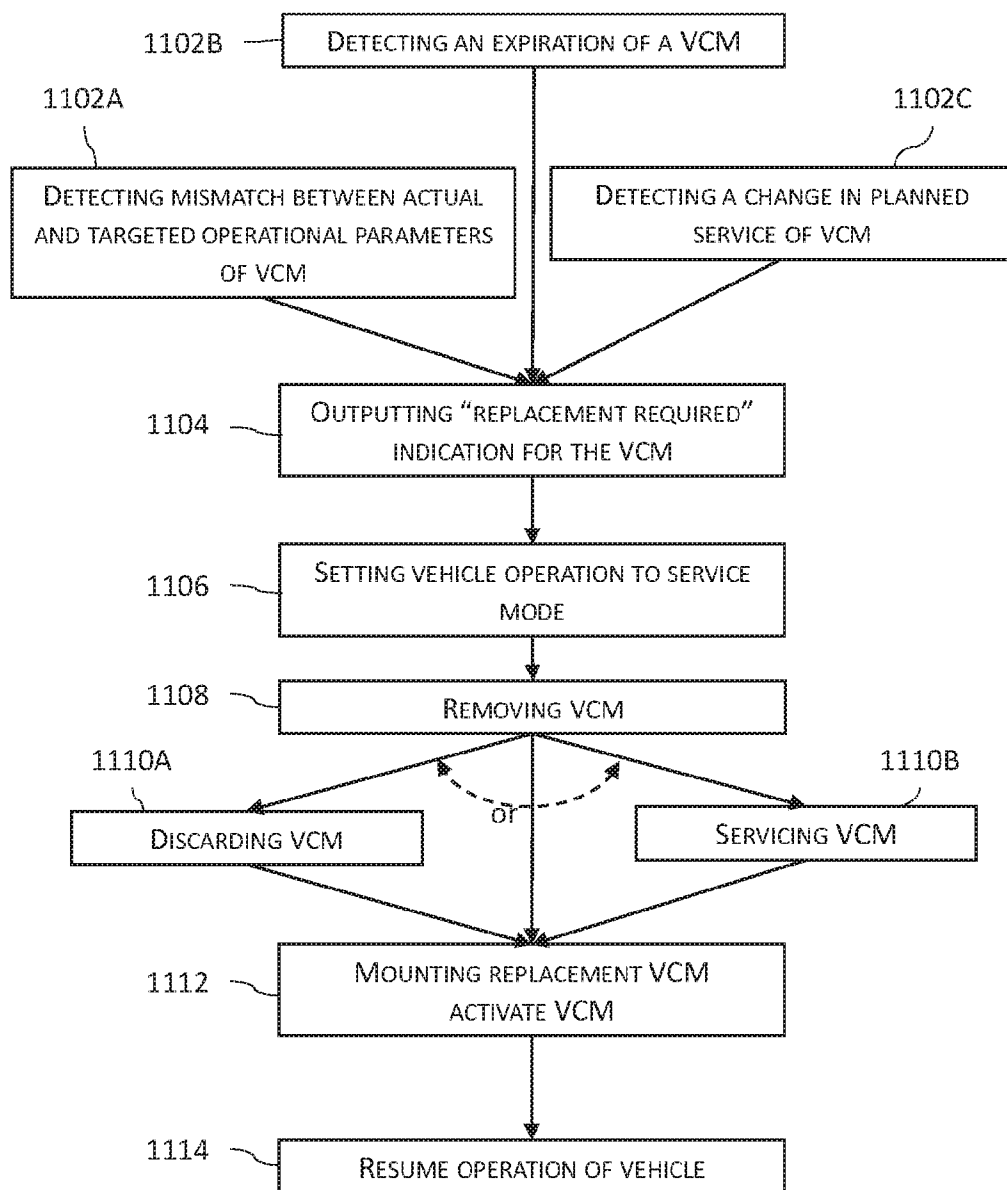 1102B
DETECTING AN EXPIRATION OF A VCM
1102A
1102C
DETECTING MISMATCH BETWEEN ACTUAL
AND TARGETED OPERATIONAL PARAMETERS
OF VCM
DETECTING A CHANGE IN PLANNED
SERVICE OF VCM
1104
OUTPUTTING “REPLACEMENT REQUIRED”
INDICATION FOR THE VCM
1106
SETTING VEHICLE OPERATION TO SERVICE
MODE
1108
REMOVING VCM
1110A
1110B
or
DISCARDING VCM
SERVICING VCM
1112
MOUNTING REPLACEMENT VCM
ACTIVATE VCM
1114
RESUME OPERATION OF VEHICLE